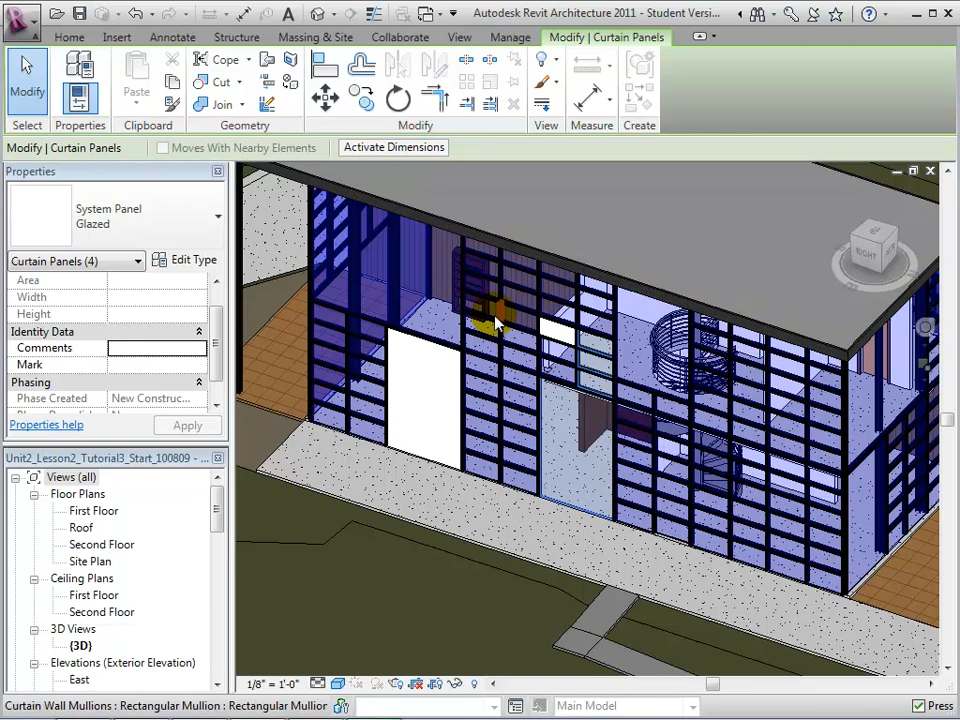 Autodesk Revit Architecture 2011 - Student Versi...
Home
Insert
Annotate
Structure
Massing & Site
Collaborate
View
Manage
Modify | Curtain Panels
Modify
Paste
Cope
Cut
Join
Select
Properties
Clipboard
Geometry
Modify
View
Measure
Create
Modify | Curtain Panels
Moves With Nearby Elements
Activate Dimensions
Properties
System Panel
Glazed
Curtain Panels (4)
Edit Type
Area
Width
Height
Identity Data
Comments
Mark
Phasing
Phase Created
New Construc...
Properties help
Apply
RIGHT
Unit2_Lesson2_Tutorial3_Start_100809 - ...
Views (all)
Floor Plans
First Floor
Roof
Second Floor
Site Plan
Ceiling Plans
First Floor
Second Floor
3D Views
{3D}
Elevations (Exterior Elevation)
East
1/8" = 1'-0"
Curtain Wall Mullions : Rectangular Mullion : Rectangular Mullior
Main Model
Press